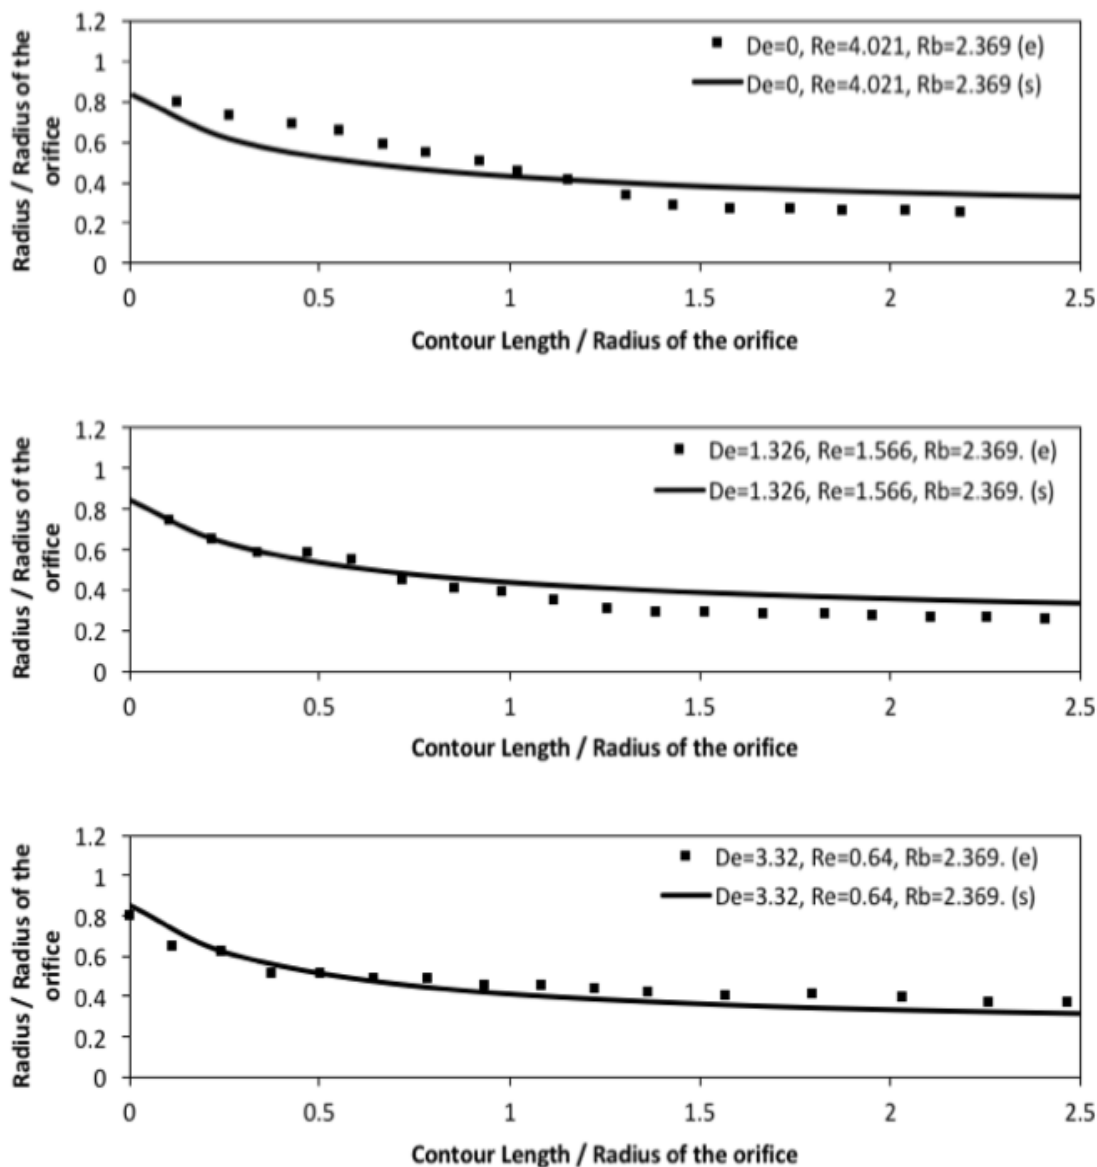 1.2
1
0.8
0.6
0.4
0.2
0
Radius / Radius of the
orifice
De=0, Re=4.021, Rb=2.369 (e)
De=0, Re=4.021, Rb=2.369 (s)
0 0.5 1 1.5 2 2.5
Contour Length / Radius of the orifice
1.2
1
0.8
0.6
0.4
0.2
0
Radius / Radius of the
orifice
De=1.326, Re=1.566, Rb=2.369. (e)
De=1.326, Re=1.566, Rb=2.369. (s)
0 0.5 1 1.5 2 2.5
Contour Length / Radius of the orifice
1.2
1
0.8
0.6
0.4
0.2
0
Radius / Radius of the
orifice
De=3.32, Re=0.64, Rb=2.369. (e)
De=3.32, Re=0.64, Rb=2.369. (s)
0 0.5 1 1.5 2 2.5
Contour Length / Radius of the orifice